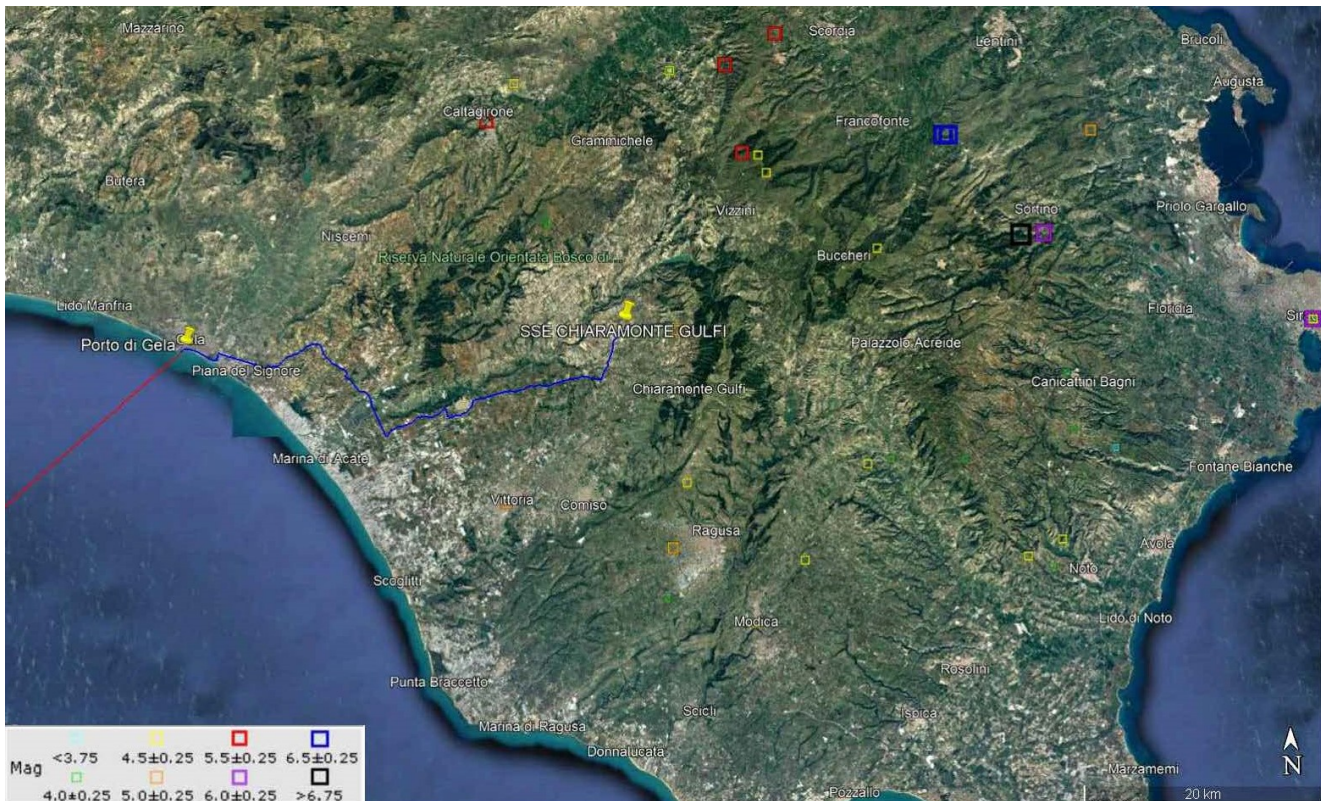 Mazzarino
Scordia
Lentini
Brucoli
Augusta
Caltagirone
Francofonte
Grammichele
Butera
Vizzini
Sortino
Priolo Gargallo
Niscemi
Buccheri
Riserva Naturale Orientata Bosco di...
Lido Manfria
Floridia
SSE CHIARAMONTE GULFI
Porto di Gela
Palazzolo Acreide
Piana del Signore
Canicattini Bagni
Chiaramonte Gulfi
Marina di Acate
Fontane Bianche
Vittoria
Comiso
Ragusa
Avola
Noto
Scoglitti
Modica
Lido di Noto
Rosolini
Punta Braccetto
Scicli
Ispica
Marina di Ragusa
Donnalucata
Marzamemi
Pozzallo
20 km
N
Mag
<3.75 4.5±0.25 5.5±0.25 6.5±0.25
4.0±0.25 5.0±0.25 6.0±0.25 >6.75